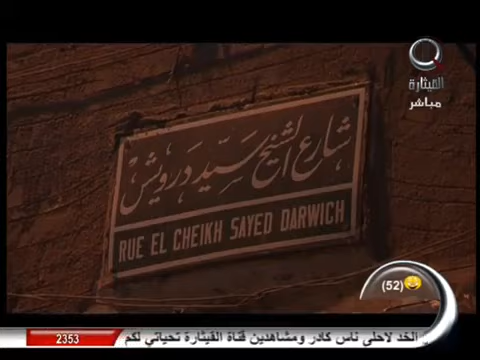 القيثارة
مباشر
شارع الشيخ سيد درويش
RUE EL CHEIKH SAYED DARWICH
(52)
الخد لاحلي ناس كادر ومشاهدين قناة القيثارة تحياتي لكم
2353